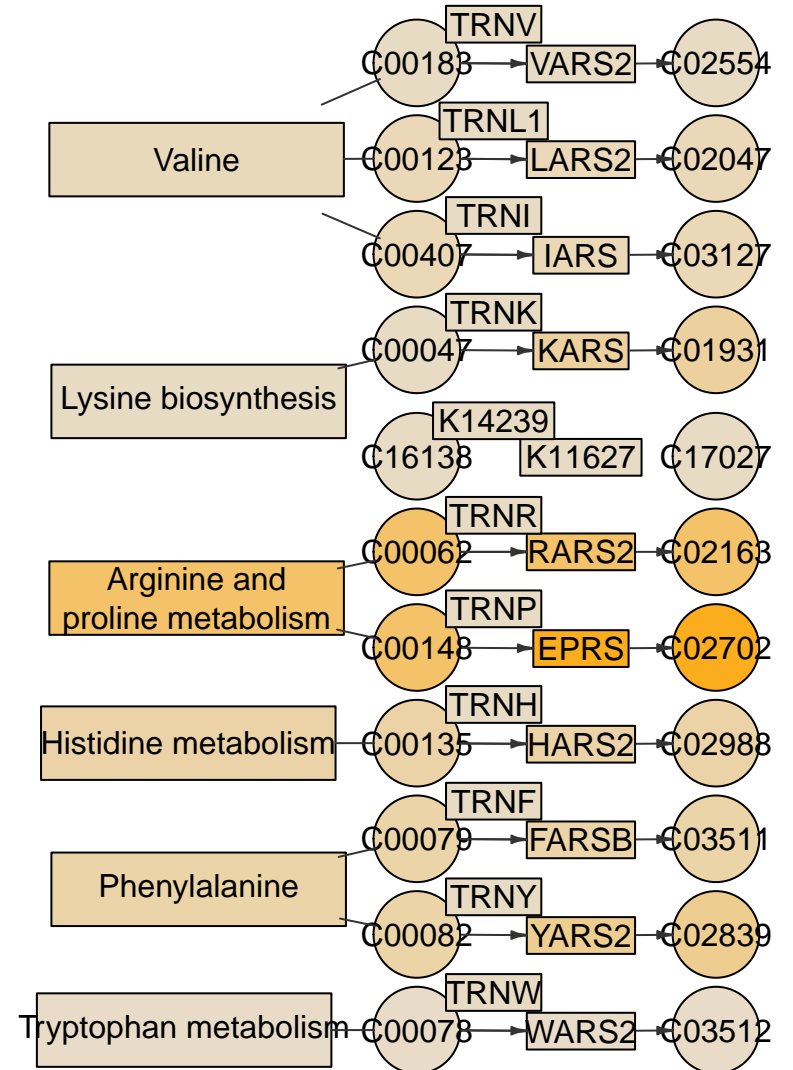 TRNV
C00183
VARS2
C02554
TRNL1
Valine
C00123
LARS2
C02047
TRNI
C00407
IARS
C03127
TRNK
C00047
KARS
C01931
Lysine biosynthesis
K14239
C16138
K11627
C17027
TRNR
C00062
RARS2
C02163
Arginine and
proline metabolism
TRNP
C00148
EPRS
C02702
TRNH
Histidine metabolism
C00135
HARS2
C02988
TRNF
C00079
FARSB
C03511
Phenylalanine
TRNY
C00082
YARS2
C02839
TRNW
Tryptophan metabolism
C00078
WARS2
C03512